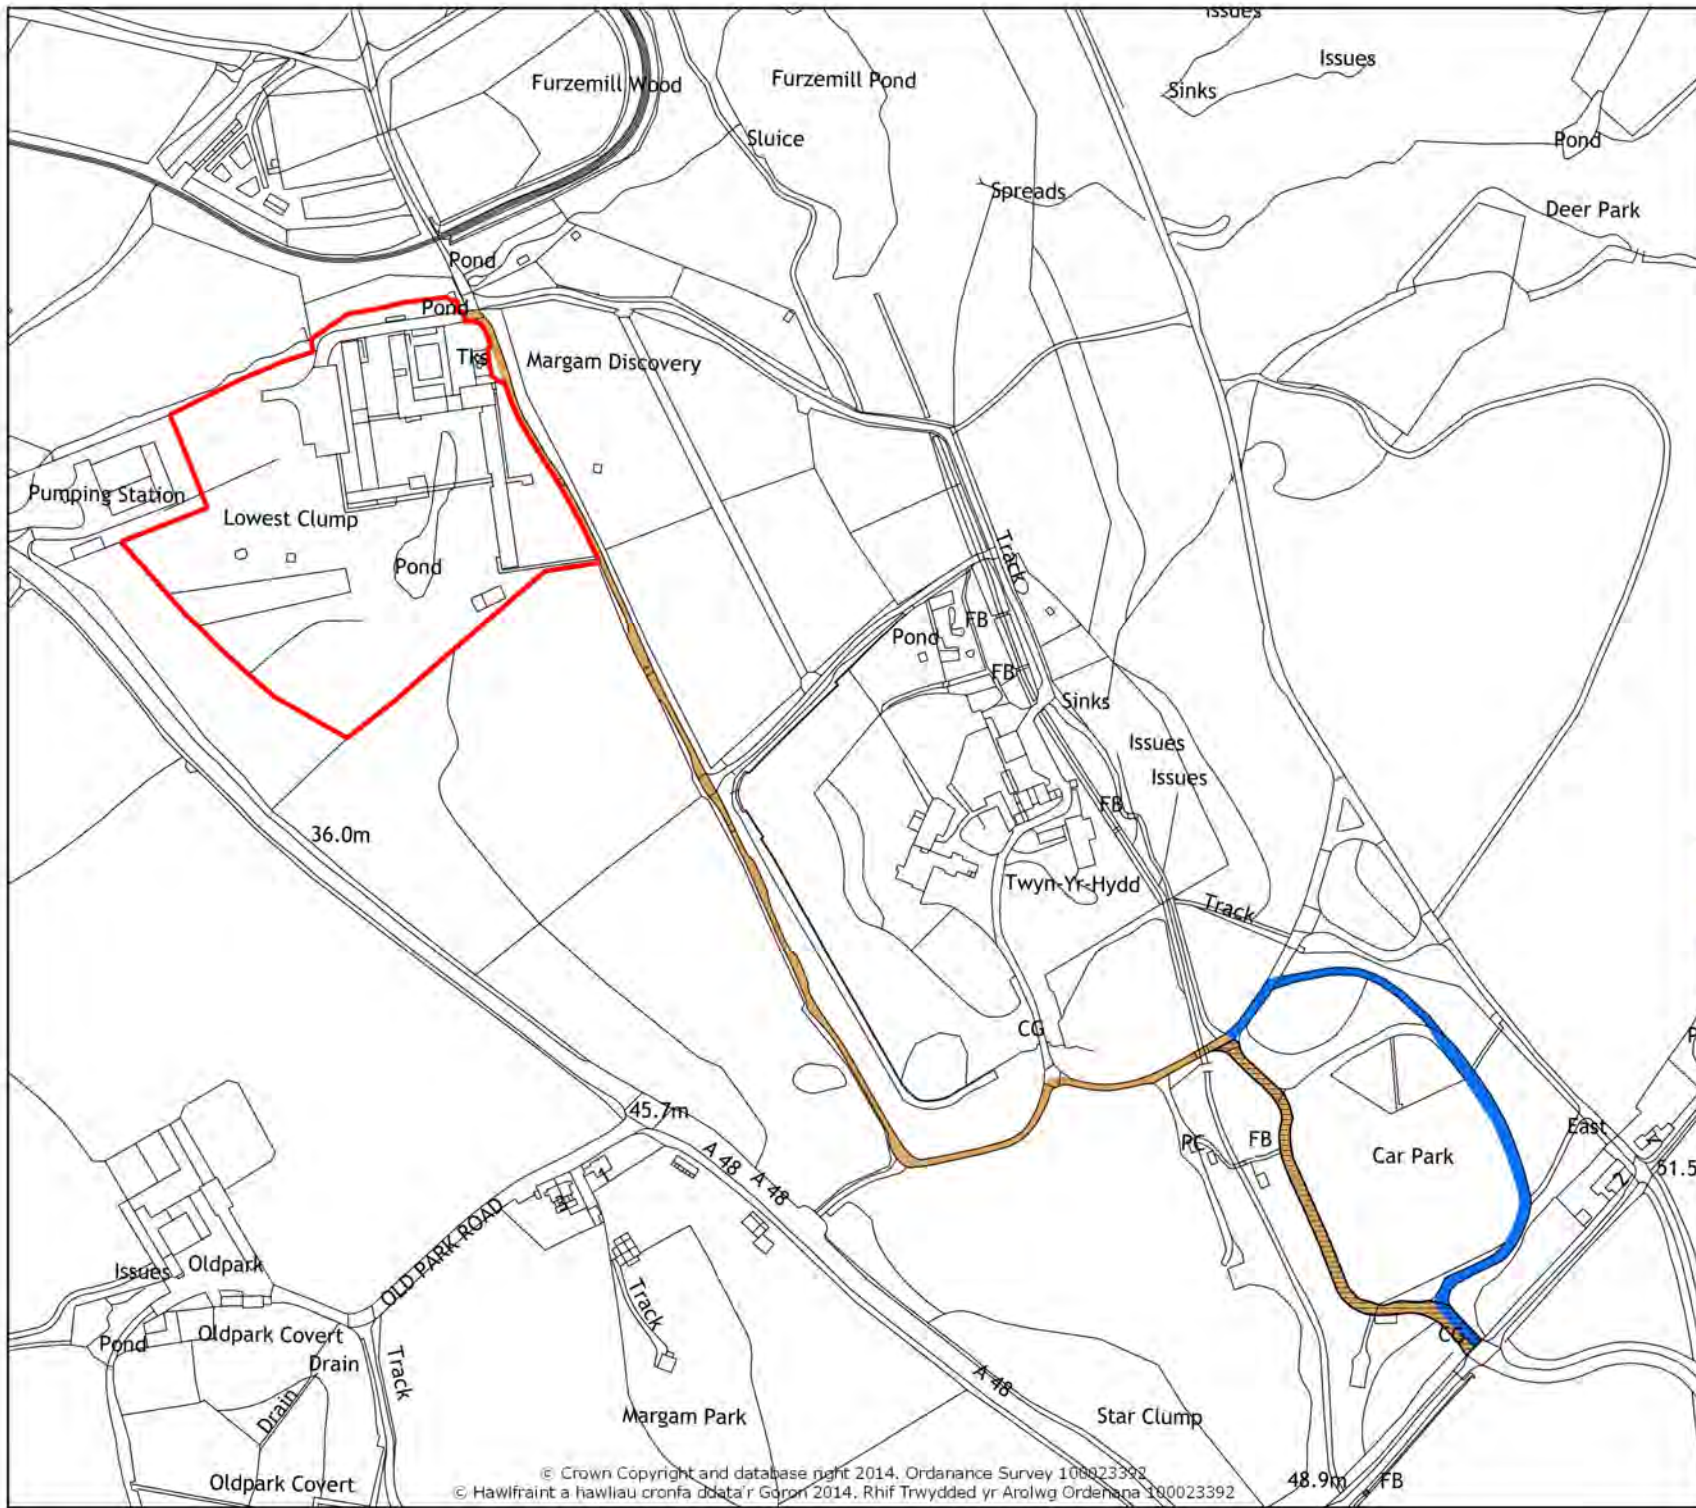 Issues
Issues
Furzemill Wood
Furzemill Pond
Sinks
Sluice
Pond
Spreads
Deer Park
Pond
Pond
Tks
Margam Discovery
Pumping Station
Lowest Clump
Pond
Track
FB
Pond
FB
Sinks
Issues
Issues
FB
36.0m
Twyn-Yr-Hydd
Track
CG
45.7m
A 48
A 48
PC
FB
Car Park
East
51.5
OLD PARK ROAD
Issues
Oldpark
Track
Oldpark Covert
Pond
Drain
Track
CG
Drain
A 48
Margam Park
Star Clump
Oldpark Covert
48.9m
FB
© Crown Copyright and database right 2014. Ordanance Survey 100023392
© Hawlfraint a hawliau cronfa ddata'r Goron 2014. Rhif Trwydded yr Arolwg Ordenana 100023392